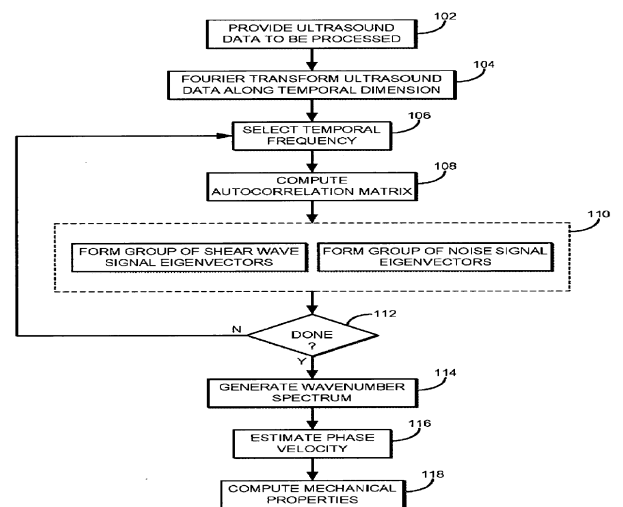 102
PROVIDE ULTRASOUND
DATA TO BE PROCESSED
104
FOURIER TRANSFORM ULTRASOUND
DATA ALONG TEMPORAL DIMENSION
106
SELECT TEMPORAL
FREQUENCY
108
COMPUTE
AUTOCORRELATION MATRIX
110
FORM GROUP OF SHEAR WAVE
SIGNAL EIGENVECTORS
FORM GROUP OF NOISE SIGNAL
EIGENVECTORS
112
N
DONE
?
Y
114
GENERATE WAVENUMBER
SPECTRUM
116
ESTIMATE PHASE
VELOCITY
118
COMPUTE MECHANICAL
PROPERTIES